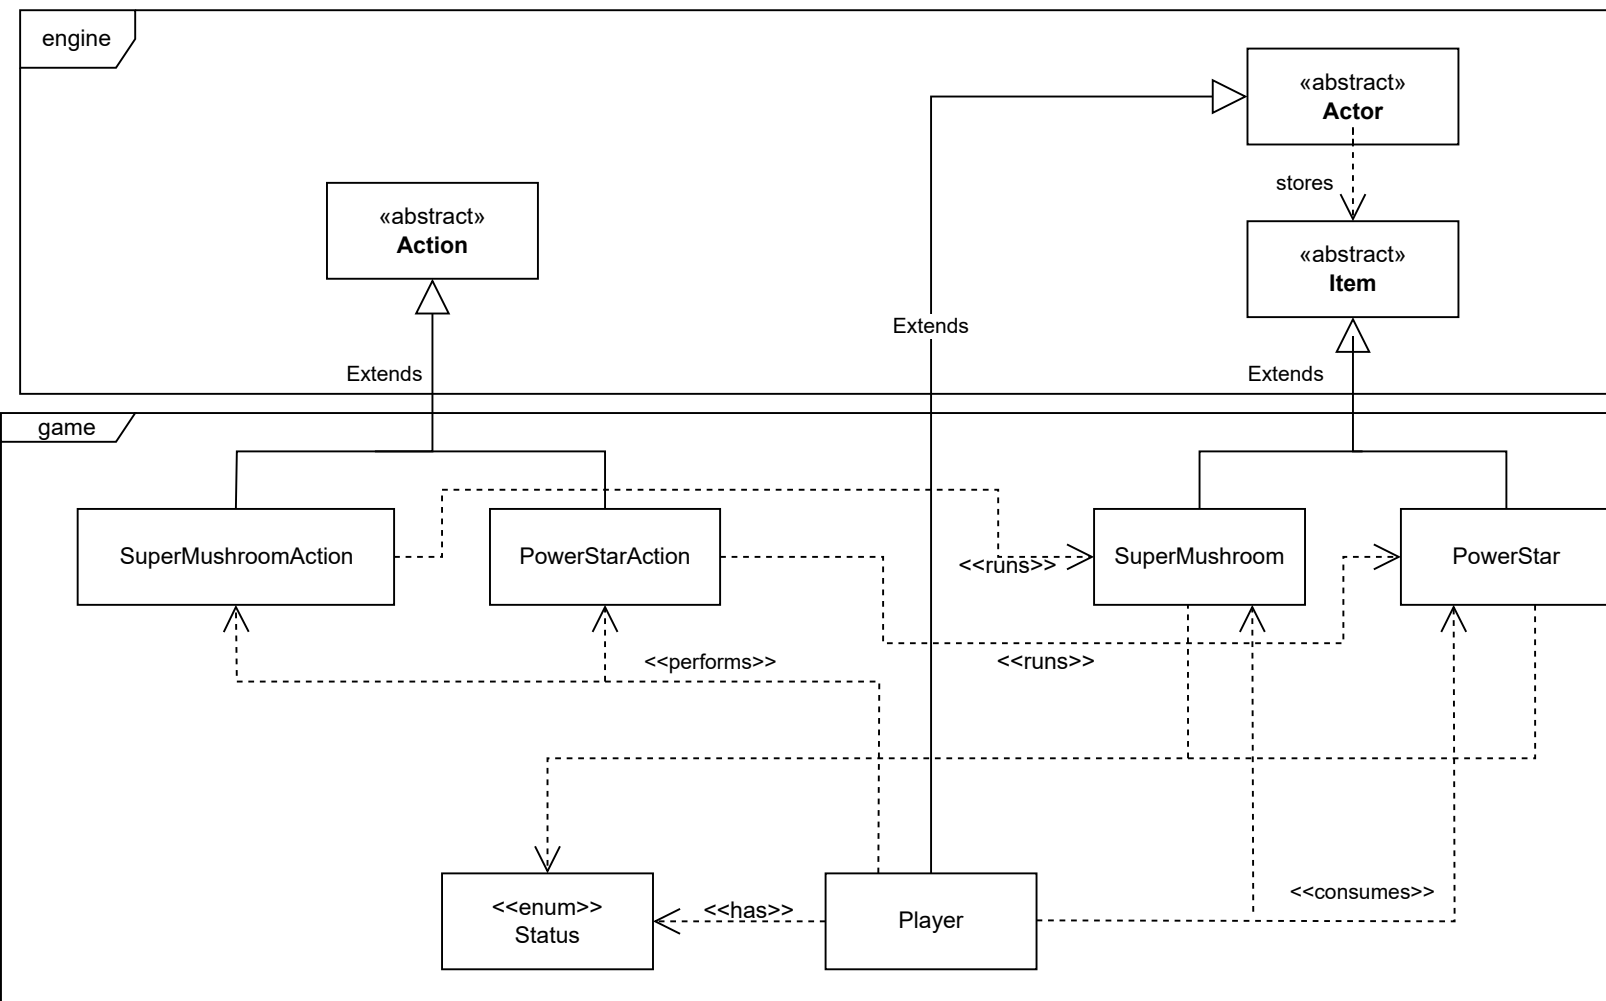 engine
«abstract»
Actor
stores
«abstract»
Action
«abstract»
Item
Extends
Extends
Extends
game
SuperMushroomAction
PowerStarAction
<<runs>>
SuperMushroom
PowerStar
<<performs>>
<<runs>>
<<enum>>
Status
<<has>>
Player
<<consumes>>